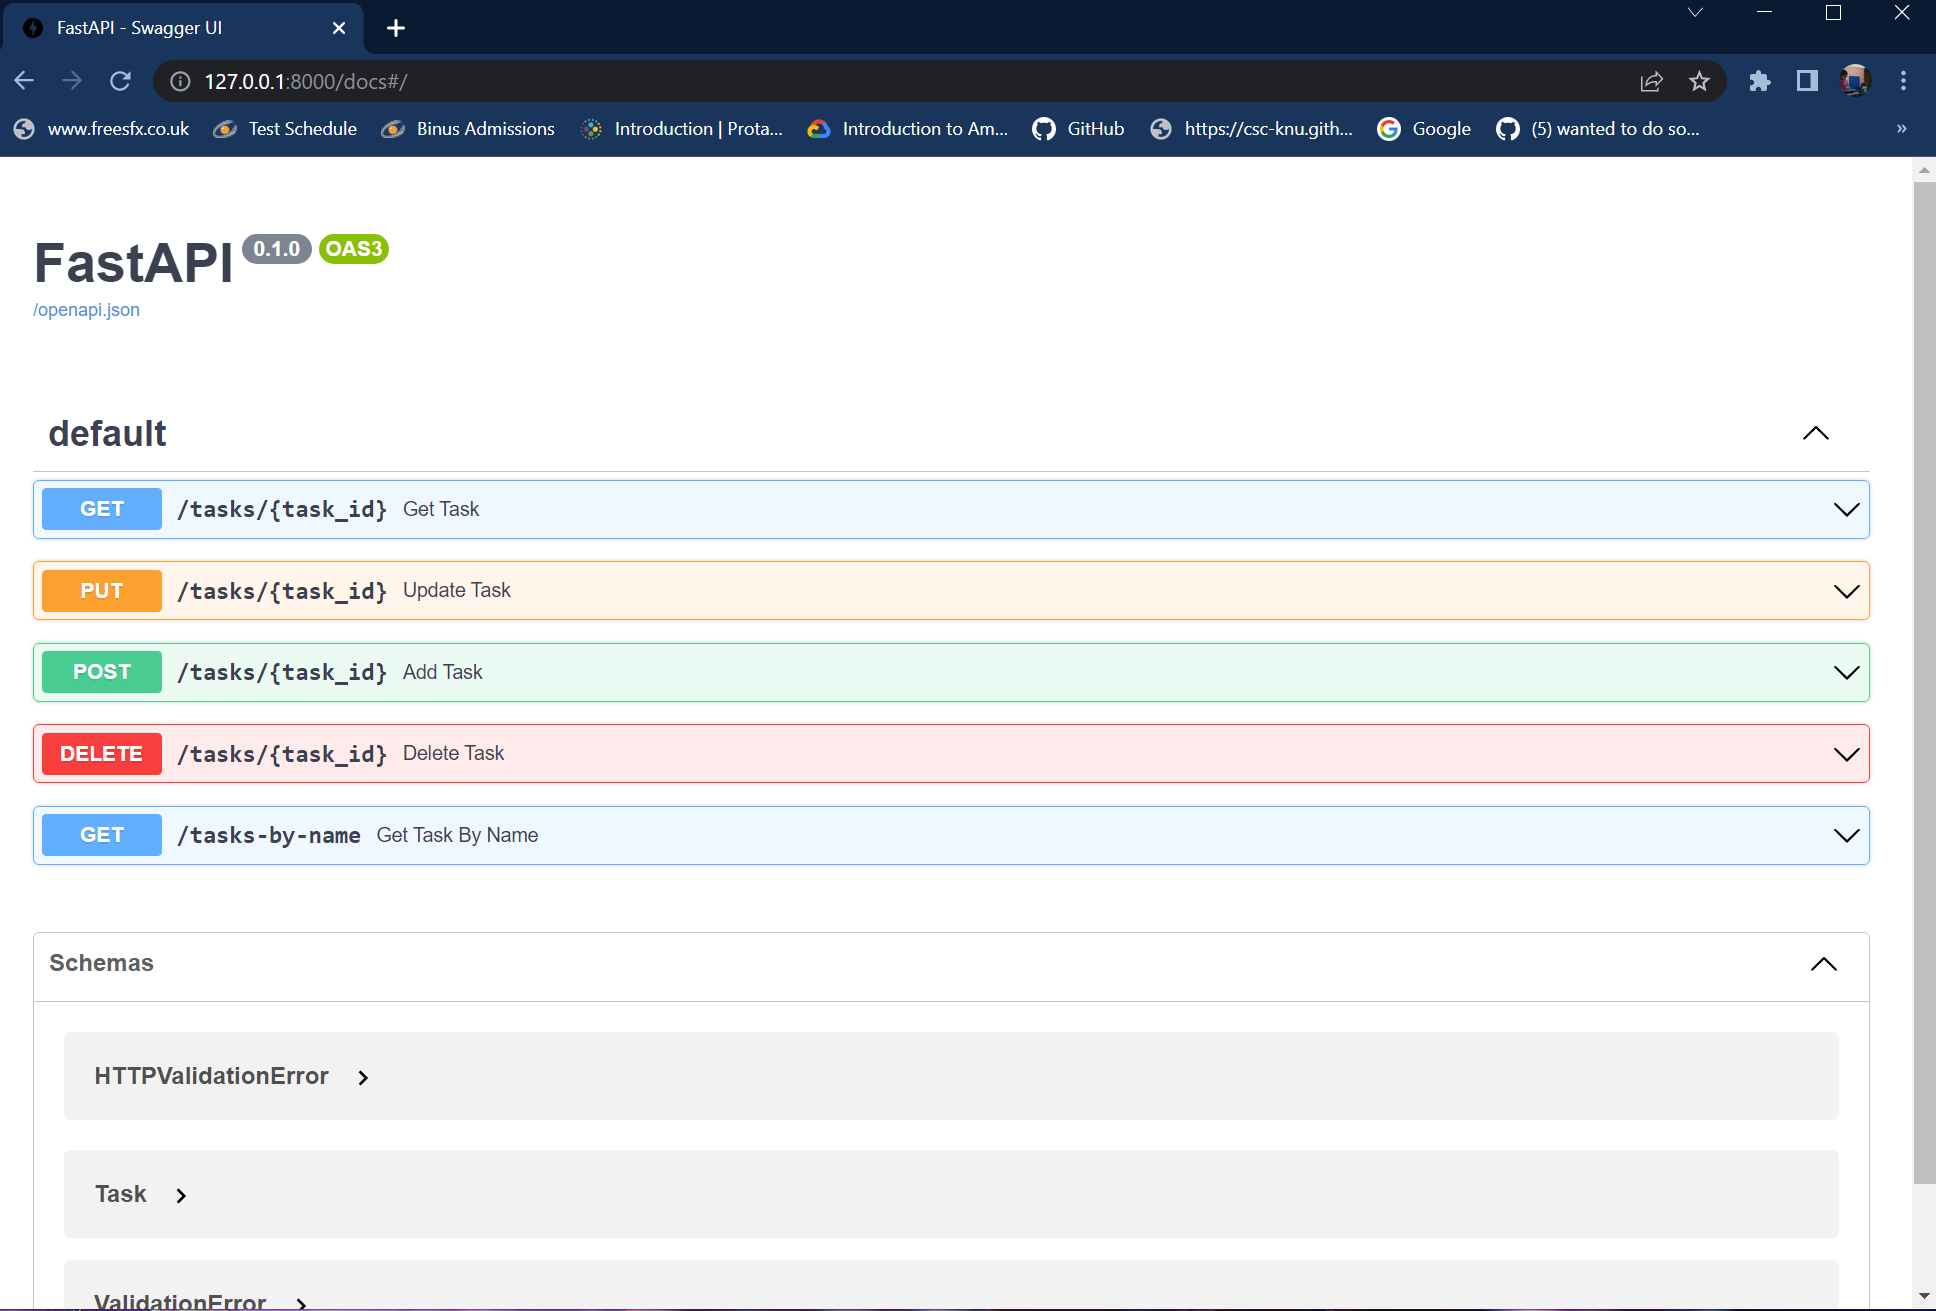 FastAPI - Swagger UI
127.0.0.1:8000/docs#/
www.freesfx.co.uk Test Schedule Binus Admissions Introduction | Prota... Introduction to Am... GitHub https://csc-knu.gith... Google (5) wanted to do so... »
FastAPI 0.1.0 OAS3
/openapi.json
default
GET /tasks/{task_id} Get Task
PUT /tasks/{task_id} Update Task
POST /tasks/{task_id} Add Task
DELETE /tasks/{task_id} Delete Task
GET /tasks-by-name Get Task By Name
Schemas
HTTPValidationError
Task
ValidationError